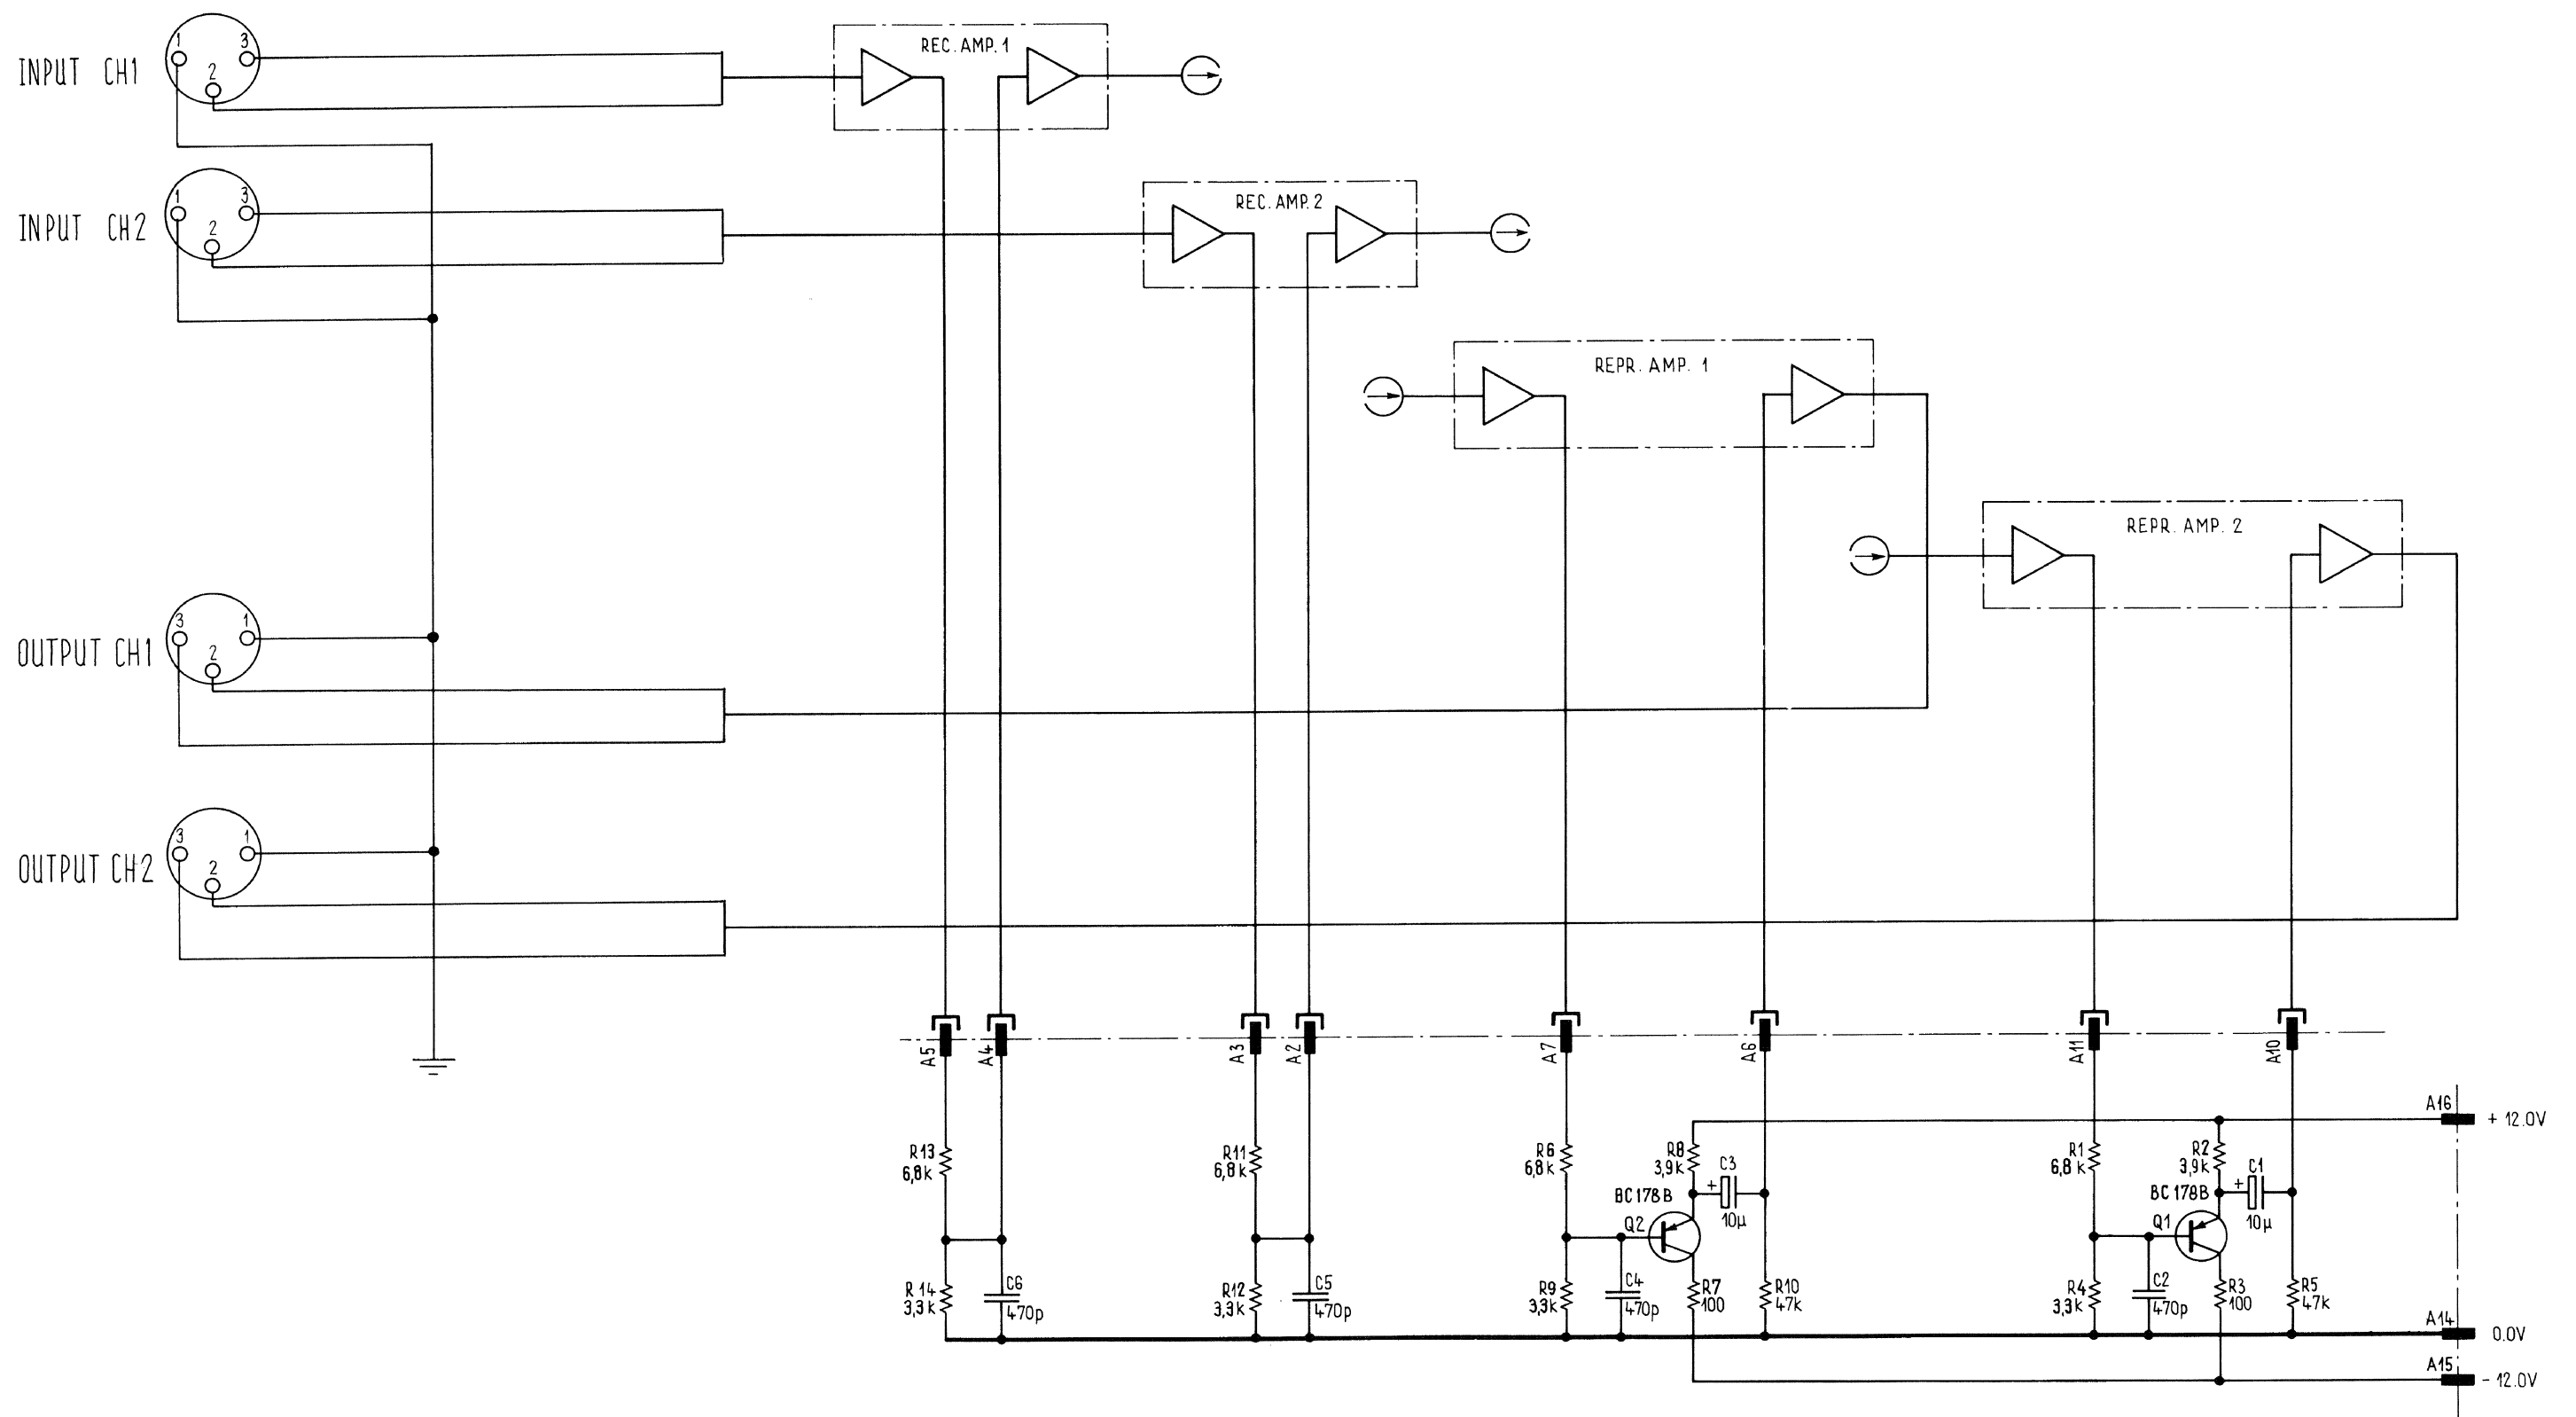 INPUT CH1
1
3
2
REC. AMP. 1
INPUT CH2
1
3
2
REC. AMP. 2
REPR. AMP. 1
REPR. AMP. 2
OUTPUT CH1
3
1
2
OUTPUT CH2
3
1
2
A5
A4
A3
A2
A7
A6
A11
A10
A16
+ 12.0V
R13
6,8k
R11
6,8k
R6
6,8k
R8
3,9k
C3
+
10µ
BC178B
Q2
R1
6,8k
R2
3,9k
C1
+
10µ
BC178B
Q1
R14
3,3k
C6
470p
R12
3,3k
C5
470p
R9
3,3k
C4
470p
R7
100
R10
47k
R4
3,3k
C2
470p
R3
100
R5
47k
A14
0.0V
A15
- 12.0V